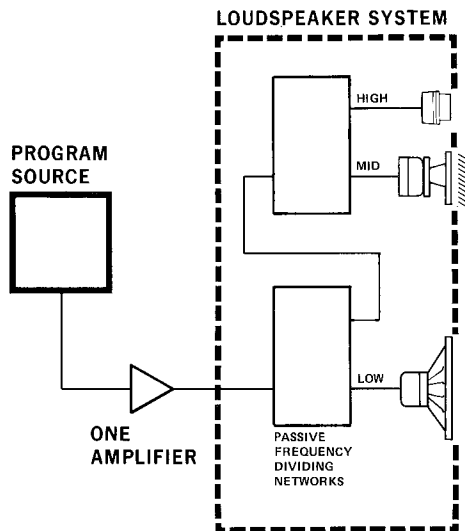 LOUDSPEAKER SYSTEM
PROGRAM
SOURCE
HIGH
MID
LOW
ONE
AMPLIFIER
PASSIVE
FREQUENCY
DIVIDING
NETWORKS